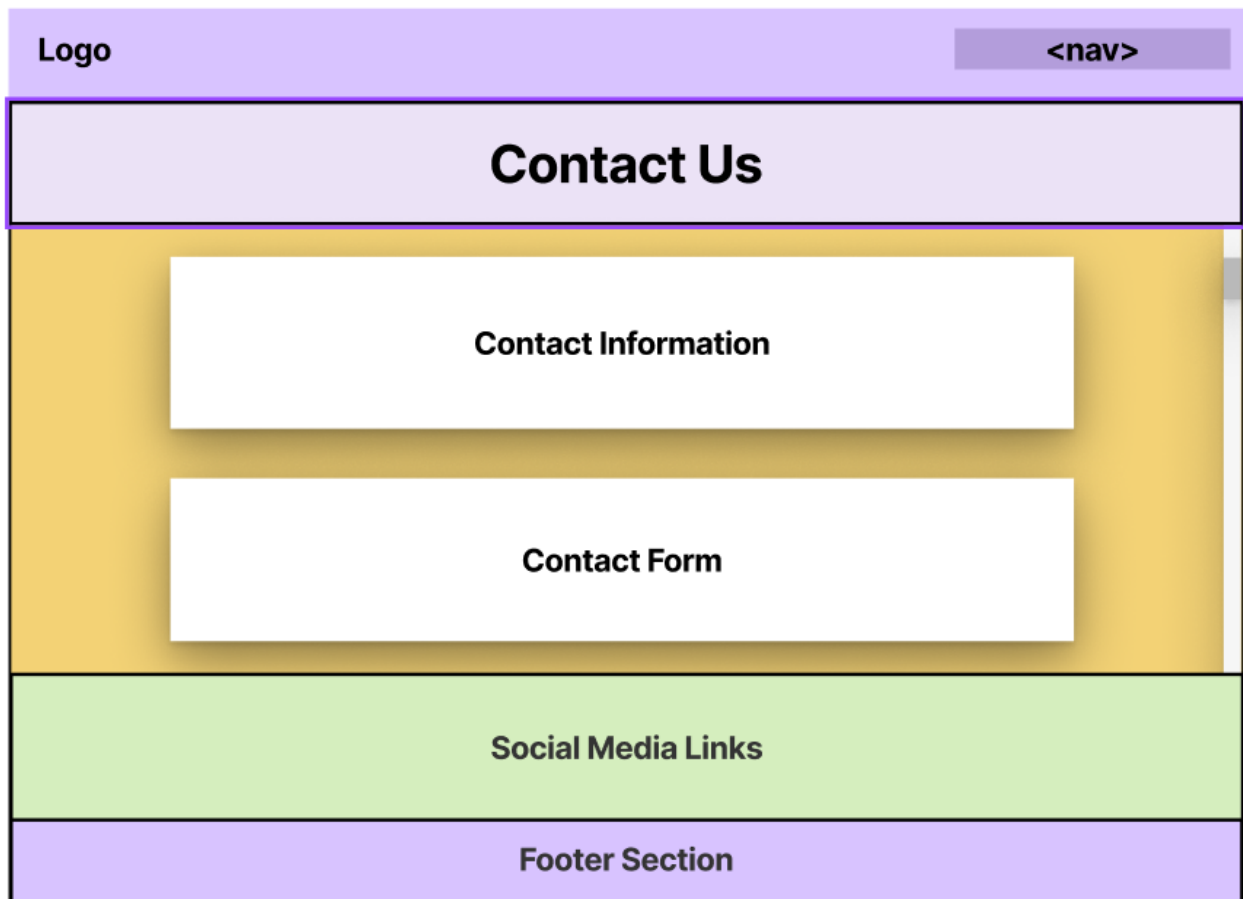 Logo
<nav>
Contact Us
Contact Information
Contact Form
Social Media Links
Footer Section